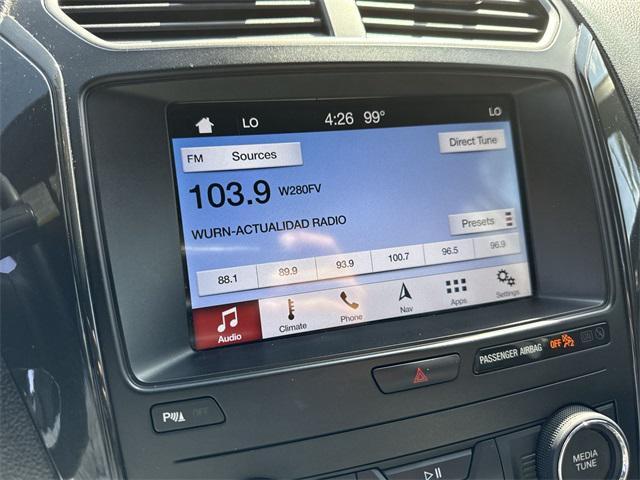 LO 4:26 99° LO
FM Sources Direct Tune
103.9 W280FV
WURN-ACTUALIDAD RADIO
Presets
88.1 89.9 93.9 100.7 96.5 96.9
Audio Climate Phone Nav Apps Settings
PASSENGER AIRBAG OFF
P OFF
MEDIA
TUNE